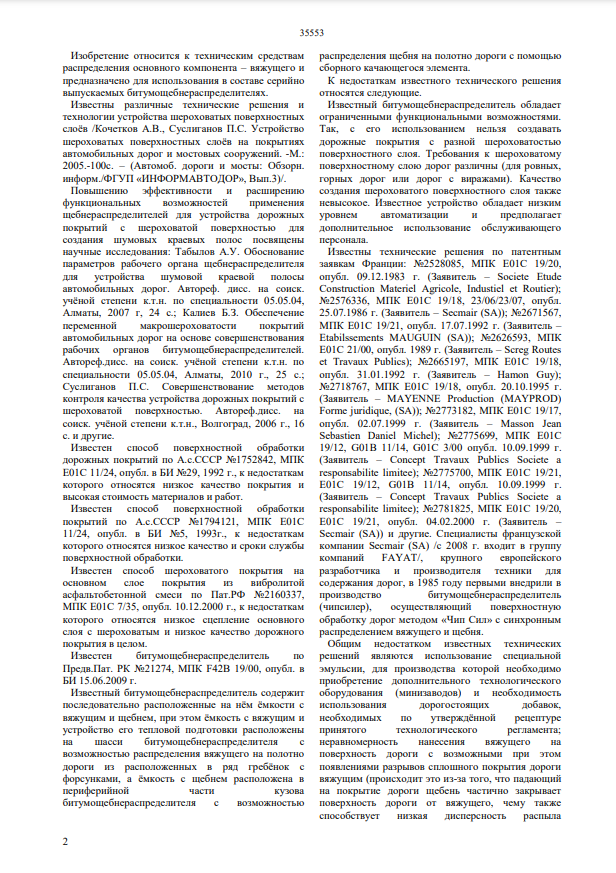 35553
Изобретение относится к техническим средствам
распределения основного компонента – вяжущего и
предназначено для использования в составе серийно
выпускаемых битумощебнераспределителях.
Известны различные технические решения и
технологии устройства шероховатых поверхностных
слоёв /Кочетков А.В., Суслиганов П.С. Устройство
шероховатых поверхностных слоёв на покрытиях
автомобильных дорог и мостовых сооружений. -М.:
2005.-100с. – (Автомоб. дороги и мосты: Обзорн.
информ./ФГУП «ИНФОРМАВТОДОР», Вып.3)/.
Повышению эффективности и расширению
функциональных возможностей применения
щебнераспределителей для устройства дорожных
покрытий с шероховатой поверхностью для
создания шумовых краевых полос посвящены
научные исследования: Табылов А.У. Обоснование
параметров рабочего органа щебнераспределителя
для устройства шумовой краевой полосы
автомобильных дорог. Автореф. дисс. на соиск.
учёной степени к.т.н. по специальности 05.05.04,
Алматы, 2007 г, 24 с.; Калиев Б.З. Обеспечение
переменной макрошероховатости покрытий
автомобильных дорог на основе совершенствования
рабочих органов битумощебнераспределителей.
Автореф.дисс. на соиск. учёной степени к.т.н. по
специальности 05.05.04, Алматы, 2010 г., 25 с.;
Суслиганов П.С. Совершенствование методов
контроля качества устройства дорожных покрытий с
шероховатой поверхностью. Автореф.дисс. на
соиск. учёной степени к.т.н., Волгоград, 2006 г., 16
с. и другие.
Известен способ поверхностной обработки
дорожных покрытий по А.с.СССР №1752842, МПК
Е01С 11/24, опубл. в БИ №29, 1992 г., к недостаткам
которого относятся низкое качество покрытия и
высокая стоимость материалов и работ.
Известен способ поверхностной обработки
покрытий по А.с.СССР №1794121, МПК Е01С
11/24, опубл. в БИ №5, 1993г., к недостаткам
которого относятся низкое качество и сроки службы
поверхностной обработки.
Известен способ шероховатого покрытия на
основном слое покрытия из вибролитой
асфальтобетонной смеси по Пат.РФ №2160337,
МПК Е01С 7/35, опубл. 10.12.2000 г., к недостаткам
которого относятся низкое сцепление основного
слоя с шероховатым и низкое качество дорожного
покрытия в целом.
Известен битумощебнераспределитель по
Предв.Пат. РК №21274, МПК F42B 19/00, опубл. в
БИ 15.06.2009 г.
Известный битумощебнераспределитель содержит
последовательно расположенные на нём ёмкости с
вяжущим и щебнем, при этом ёмкость с вяжущим и
устройство его тепловой подготовки расположены
на шасси битумощебнераспределителя с
возможностью распределения вяжущего на полотно
дороги из расположенных в ряд гребёнок с
форсунками, а ёмкость с щебнем расположена в
периферийной части кузова
битумощебнераспределителя с возможностью
распределения щебня на полотно дороги с помощью
сборного качающегося элемента.
К недостаткам известного технического решения
относятся следующие.
Известный битумощебнераспределитель обладает
ограниченными функциональными возможностями.
Так, с его использованием нельзя создавать
дорожные покрытия с разной шероховатостью
поверхностного слоя. Требования к шероховатому
поверхностному слою дорог различны (для ровных,
горных дорог или дорог с виражами). Качество
создания шероховатого поверхностного слоя также
невысокое. Известное устройство обладает низким
уровнем автоматизации и предполагает
дополнительное использование обслуживающего
персонала.
Известны технические решения по патентным
заявкам Франции: №2528085, МПК Е01С 19/20,
опубл. 09.12.1983 г. (Заявитель – Societe Etude
Construction Materiel Agricole, Industiel et Routier);
№2576336, МПК Е01С 19/18, 23/06/23/07, опубл.
25.07.1986 г. (Заявитель – Secmair (SA)); №2671567,
МПК Е01С 19/21, опубл. 17.07.1992 г. (Заявитель –
Etabilssements MAUGUIN (SA)); №2626593, МПК
Е01С 21/00, опубл. 1989 г. (Заявитель – Screg Routes
et Travaux Publics); №2665197, МПК Е01С 19/18,
опубл. 31.01.1992 г. (Заявитель – Hamon Guy);
№2718767, МПК Е01С 19/18, опубл. 20.10.1995 г.
(Заявитель – MAYENNE Production (MAYPROD)
Forme juridique, (SA)); №2773182, МПК Е01С 19/17,
опубл. 02.07.1999 г. (Заявитель – Masson Jean
Sebastien Daniel Michel); №2775699, МПК Е01С
19/12, G01B 11/14, G01C 3/00 опубл. 10.09.1999 г.
(Заявитель – Concept Travaux Publics Societe a
responsabilite limitee); №2775700, МПК Е01С 19/21,
Е01С 19/12, G01B 11/14, опубл. 10.09.1999 г.
(Заявитель – Concept Travaux Publics Societe a
responsabilite limitee); №2781825, МПК Е01С 19/20,
Е01С 19/21, опубл. 04.02.2000 г. (Заявитель –
Secmair (SA)) и другие. Специалисты французской
компании Secmair (SA) /с 2008 г. входит в группу
компаний FAYAT/, крупного европейского
разработчика и производителя техники для
содержания дорог, в 1985 году первыми внедрили в
производство битумощебнераспределитель
(чипсилер), осуществляющий поверхностную
обработку дорог методом «Чип Сил» с синхронным
распределением вяжущего и щебня.
Общим недостатком известных технических
решений являются использование специальной
эмульсии, для производства которой необходимо
приобретение дополнительного технологического
оборудования (минизаводов) и необходимость
использования дорогостоящих добавок,
необходимых по утверждённой рецептуре
принятого технологического регламента;
неравномерность нанесения вяжущего на
поверхность дороги с возможными при этом
появлениями разрывов сплошного покрытия дороги
вяжущим (происходит это из-за того, что падающий
на покрытие дороги щебень частично закрывает
поверхность дороги от вяжущего, чему также
способствует низкая дисперсность распыла
2